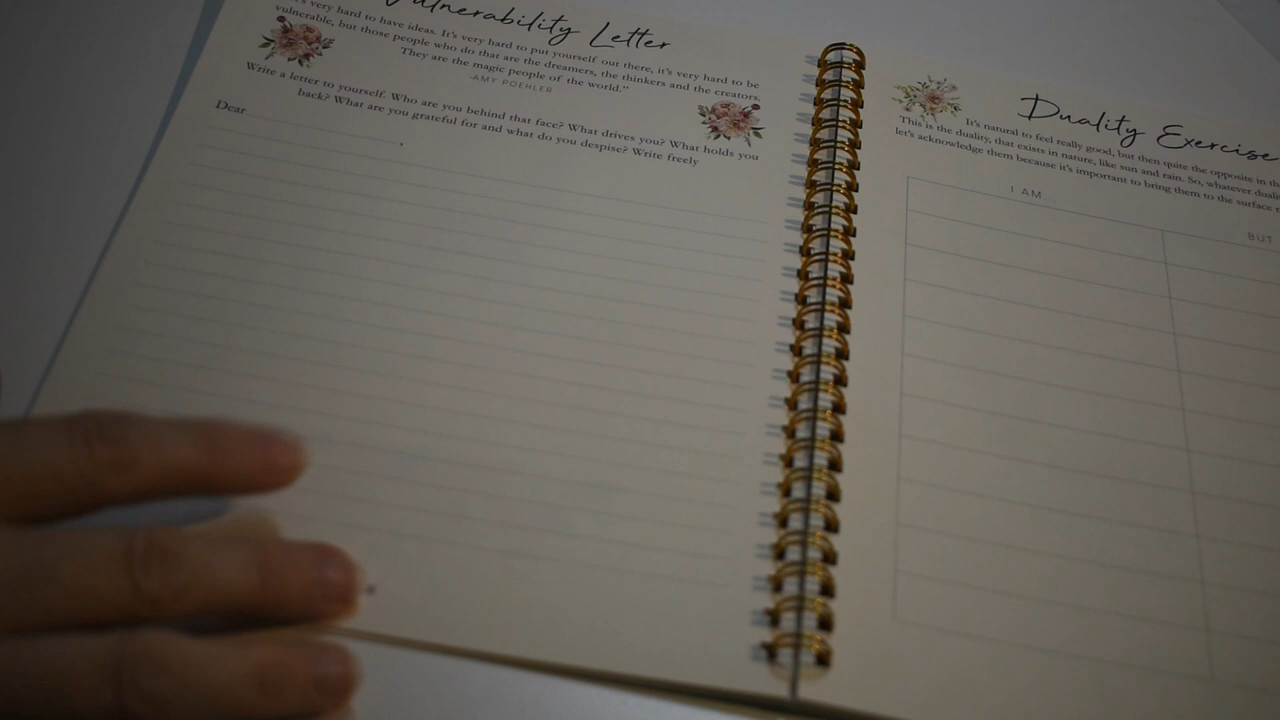 Vulnerability Letter
It's very hard to have ideas. It's very hard to put yourself out there, it's very hard to be
vulnerable, but those people who do that are the dreamers, the thinkers and the creators.
They are the magic people of the world."
-AMY POEHLER
Write a letter to yourself. Who are you behind that face? What drives you? What holds you
back? What are you grateful for and what do you despise? Write freely
Dear
Duality Exercise
It's natural to feel really good, but then quite the opposite in
This is the duality, that exists in nature, like sun and rain. So, whatever
let's acknowledge them because it's important to bring them to the surface
I AM
BUT